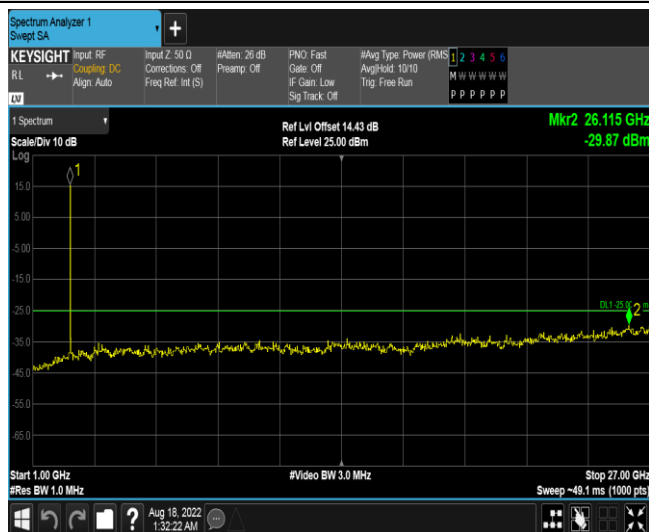 Spectrum Analyzer 1
Swept SA
+
KEYSIGHT
RL
LXI
Input: RF
Coupling: DC
Align: Auto
Input Z: 50 Ω
Corrections: Off
Freq Ref: Int (S)
#Atten: 26 dB
Preamp: Off
PNO: Fast
Gate: Off
IF Gain: Low
Sig Track: Off
#Avg Type: Power (RMS
Avg|Hold: 10/10
Trig: Free Run
1 2 3 4 5 6
M W W W W W
P P P P P P
1 Spectrum
Scale/Div 10 dB
Ref Lvl Offset 14.43 dB
Ref Level 25.00 dBm
Mkr2 26.115 GHz
-29.87 dBm
Log
1
15.0
5.00
-5.00
-15.0
-25.0
DL1 -25.0
2
-35.0
-45.0
-55.0
-65.0
Start 1.00 GHz
#Video BW 3.0 MHz
Stop 27.00 GHz
#Res BW 1.0 MHz
Sweep ~49.1 ms (1000 pts)
?
Aug 18, 2022
1:32:22 AM